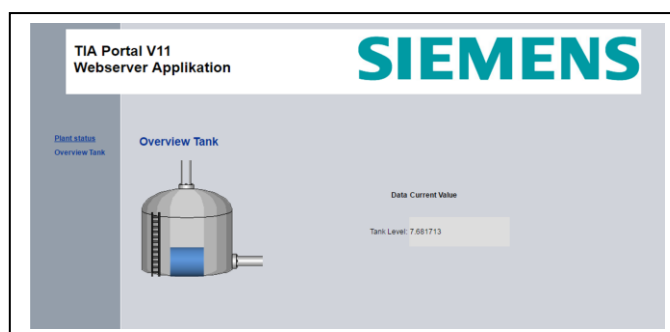 TIA Portal V11
Webserver Applikation
SIEMENS
Plant status
Overview Tank
Overview Tank
Data Current Value
Tank Level: 7.681713